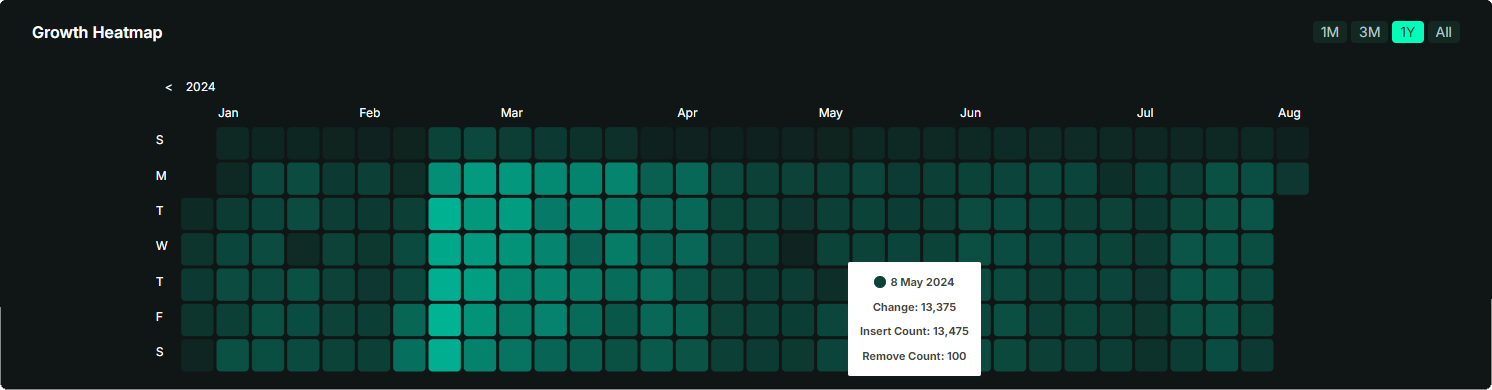 Growth Heatmap
1M 3M 1Y All
< 2024
Jan Feb Mar Apr May Jun Jul Aug
S
M
T
W
T
F
S
8 May 2024
Change: 13,375
Insert Count: 13,475
Remove Count: 100